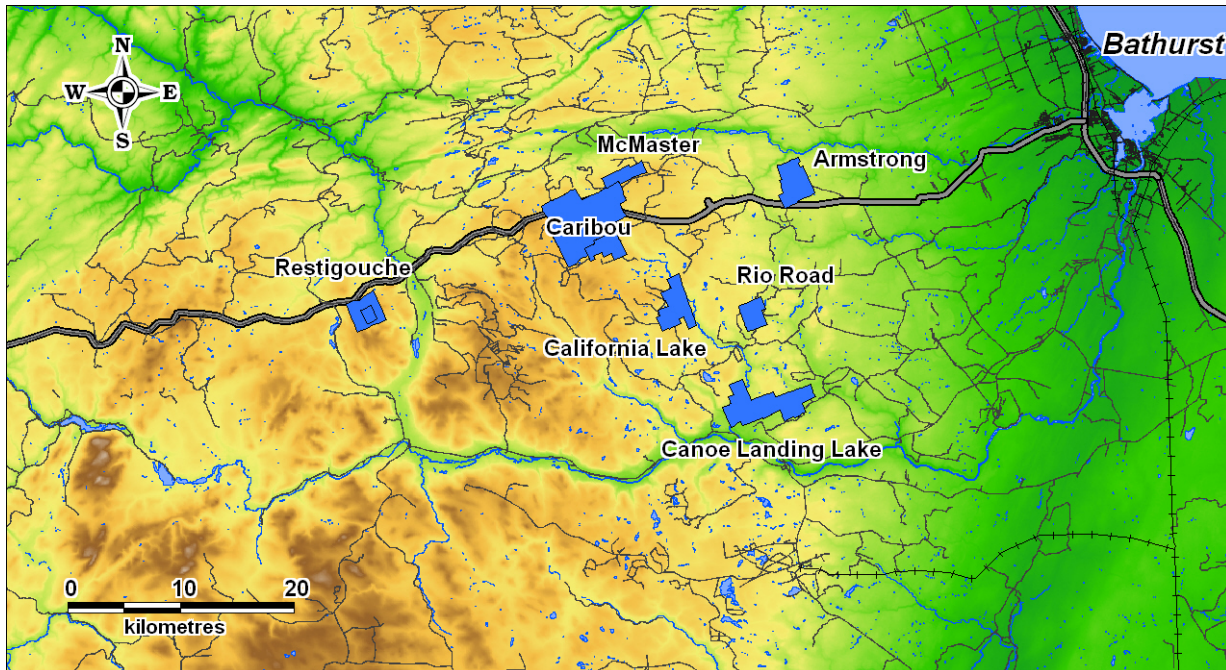 Bathurst
N
W E
S
McMaster
Armstrong
Caribou
Restigouche
Rio Road
California Lake
Canoe Landing Lake
0 10 20
kilometres